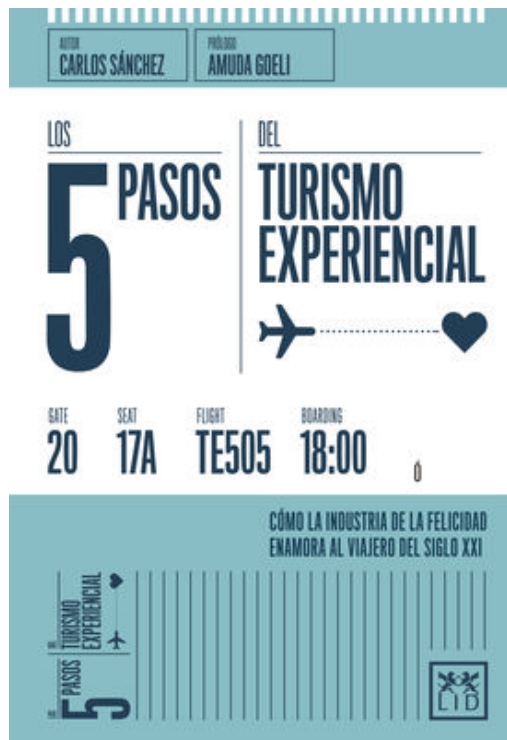 AUTOR
CARLOS SÁNCHEZ
PRÓLOGO
AMUDA GOELI
LOS
5 PASOS
DEL
TURISMO
EXPERIENCIAL
GATE
20
SEAT
17A
FLIGHT
TE505
BOARDING
18:00
Ó
CÓMO LA INDUSTRIA DE LA FELICIDAD
ENAMORA AL VIAJERO DEL SIGLO XXI
LOS
5 PASOS
DEL
TURISMO
EXPERIENCIAL
LID